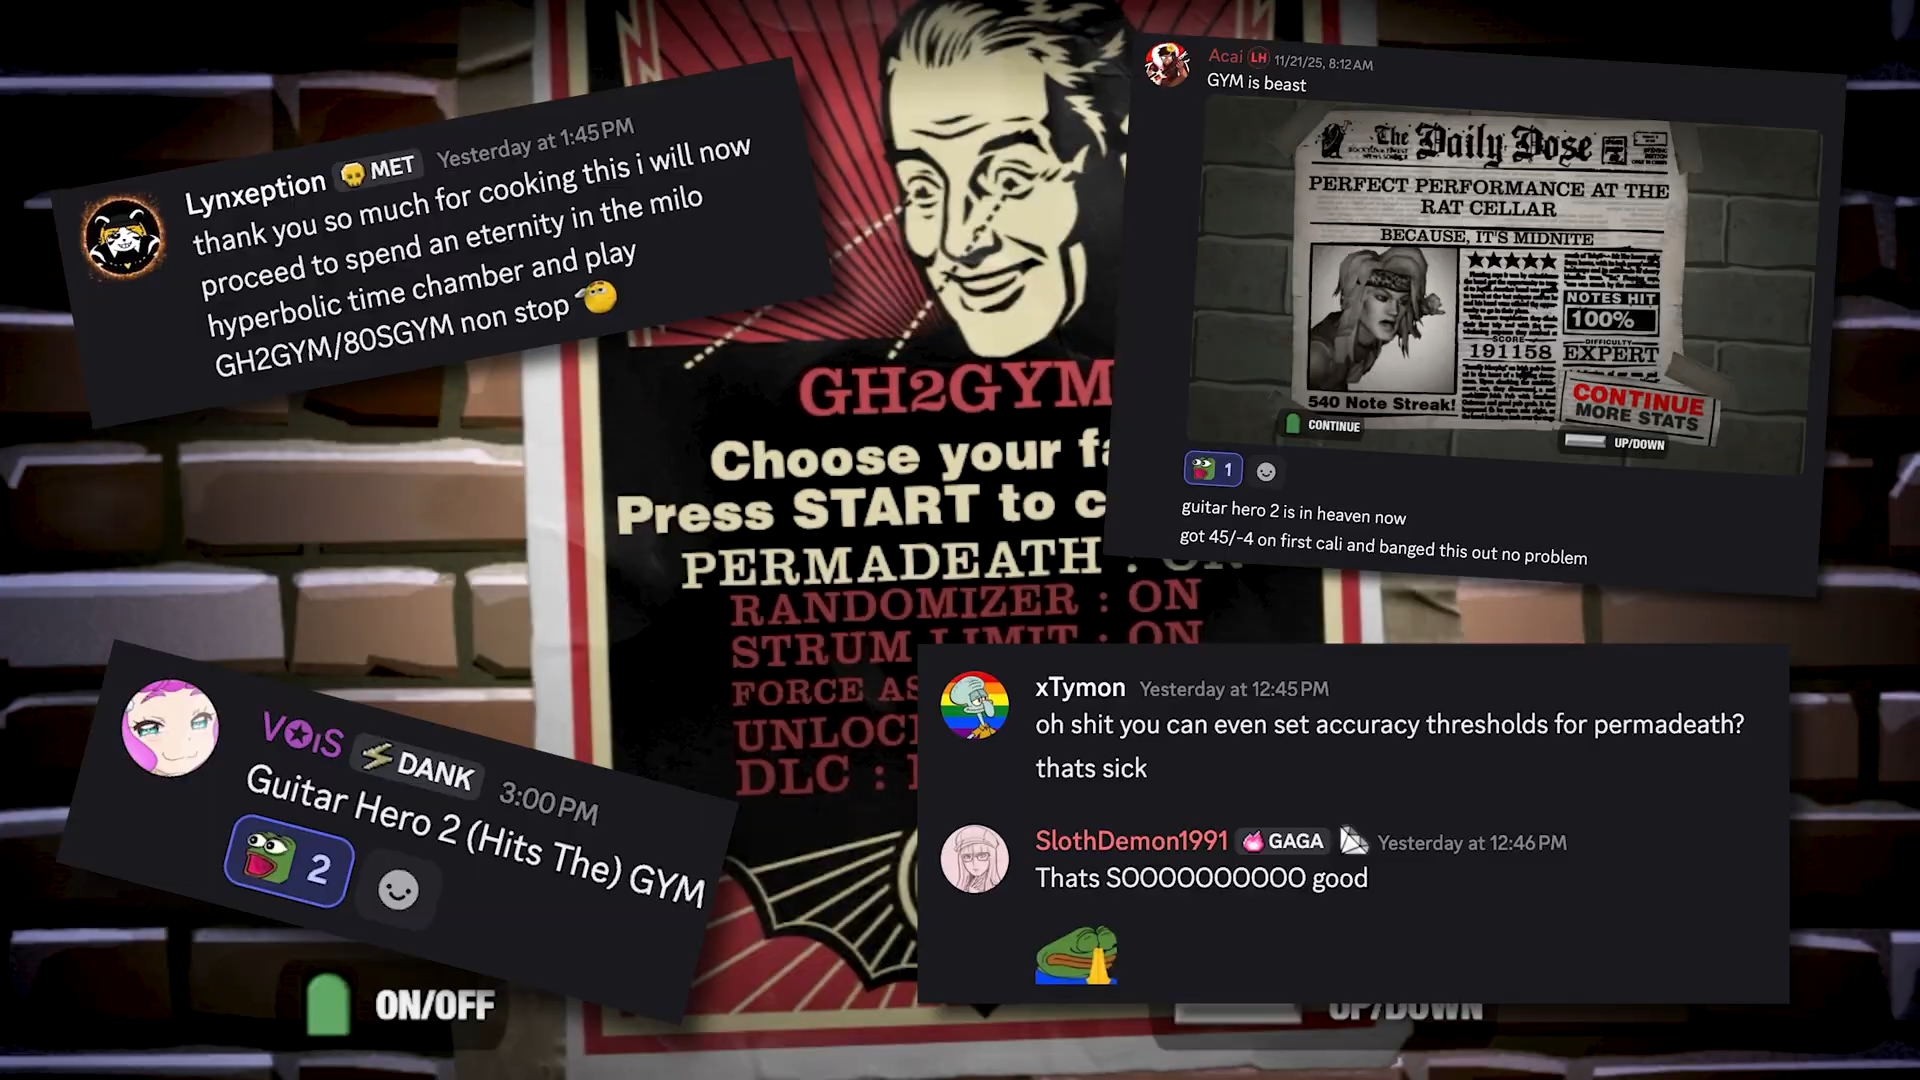 Lynxeption MET Yesterday at 1:45 PM
thank you so much for cooking this i will now
proceed to spend an eternity in the milo
hyperbolic time chamber and play
GH2GYM/80SGYM non stop
Acai LH 11/21/25, 8:12 AM
GYM is beast
The Daily Dose
PERFECT PERFORMANCE AT THE
RAT CELLAR
BECAUSE, IT'S MIDNITE
NOTES HIT
100%
SCORE
191158
DIFFICULTY
EXPERT
540 Note Streak!
CONTINUE
MORE STATS
CONTINUE
UP/DOWN
1
guitar hero 2 is in heaven now
got 45/-4 on first cali and banged this out no problem
GH2GYM
Choose your fa
Press START to c
PERMADEATH : ON
RANDOMIZER : ON
STRUM LIMIT : ON
FORCE AS
UNLOC
DLC :
VOIS DANK 3:00 PM
Guitar Hero 2 (Hits The) GYM
2
xTymon Yesterday at 12:45 PM
oh shit you can even set accuracy thresholds for permadeath?
thats sick
SlothDemon1991 GAGA Yesterday at 12:46 PM
Thats SOOOOOOOOOO good
ON/OFF
UP/DOWN